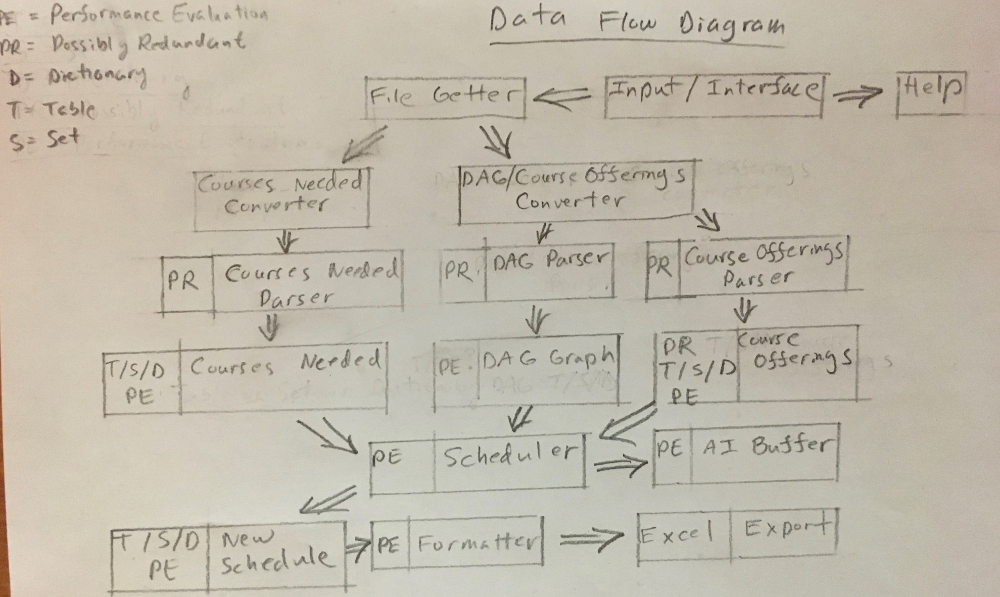 PE = Performance Evaluation
PR = Possibly Redundant
D = Dictionary
T = Table
S = Set
Data Flow Diagram
File Getter
Input / Interface
Help
Courses Needed
Converter
DAG/Course Offerings
Converter
PR
Courses Needed
Parser
PR
DAG Parser
PR
Course Offerings
Parser
T/S/D
PE
Courses Needed
PE
DAG Graph
PR
T/S/D
PE
Course
Offerings
PE
Scheduler
PE
AI Buffer
T/S/D
PE
New
Schedule
PE
Formatter
Excel
Export